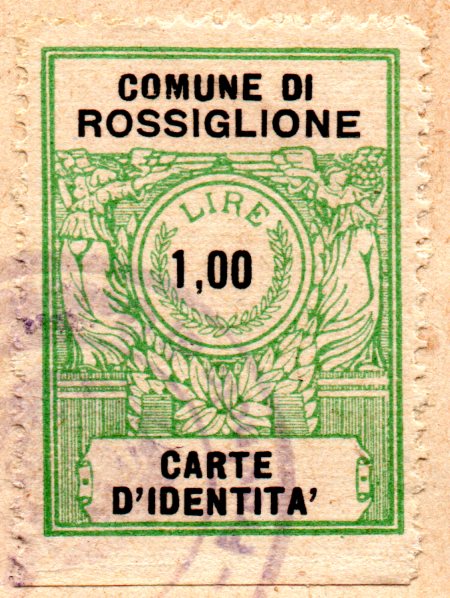 COMUNE DI
ROSSIGLIONE
LIRE
1,00
CARTE
D'IDENTITA'